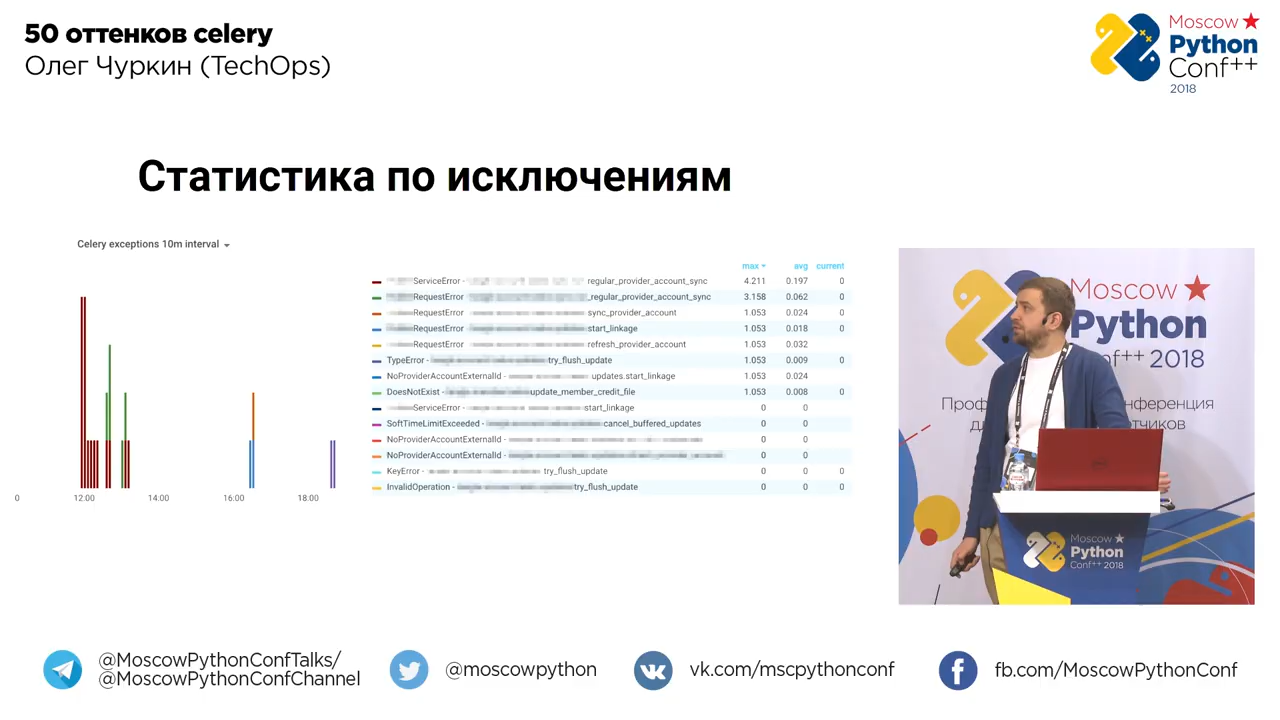 50 оттенков celery
Олег Чуркин (TechOps)
Moscow
Python
Conf++
2018
Статистика по исключениям
Celery exceptions 10m interval
max avg current
ServiceError - regular_provider_account_sync 4.211 0.197 0
RequestError _regular_provider_account_sync 3.158 0.062 0
RequestError sync_provider_account 1.053 0.024 0
RequestError start_linkage 1.053 0.018 0
RequestError refresh_provider_account 1.053 0.032
TypeError - try_flush_update 1.053 0.009 0
NoProviderAccountExternalId - updates.start_linkage 1.053 0.024
DoesNotExist - update_member_credit_file 1.053 0.008 0
ServiceError - start_linkage 0 0
SoftTimeLimitExceeded - cancel_buffered_updates 0 0
NoProviderAccountExternalId - 0 0
NoProviderAccountExternalId - 0 0
KeyError - try_flush_update 0 0 0
InvalidOperation - try_flush_update 0 0 0
0 12:00 14:00 16:00 18:00
Moscow
Python
nf++ 2018
Проф нференция
д тчиков
Moscow
Python
Conf++ 2018
@MoscowPythonConfTalks/
@MoscowPythonConfChannel
@moscowpython
vk.com/mscpythonconf
fb.com/MoscowPythonConf